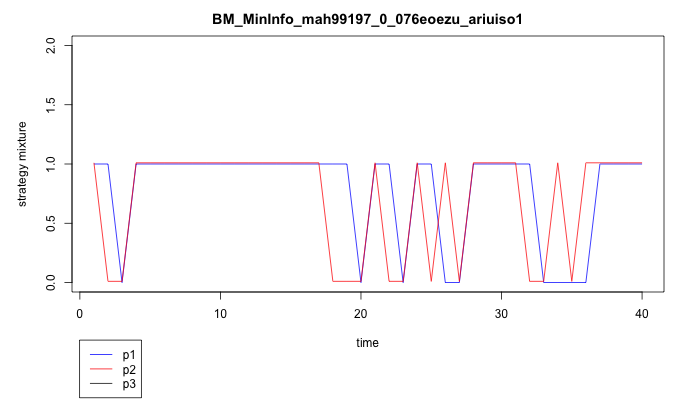 BM_MinInfo_mah99197_0_076eoezu_ariuiso1
2.0
1.5
1.0
0.5
0.0
strategy mixture
0 10 20 30 40
time
p1
p2
p3